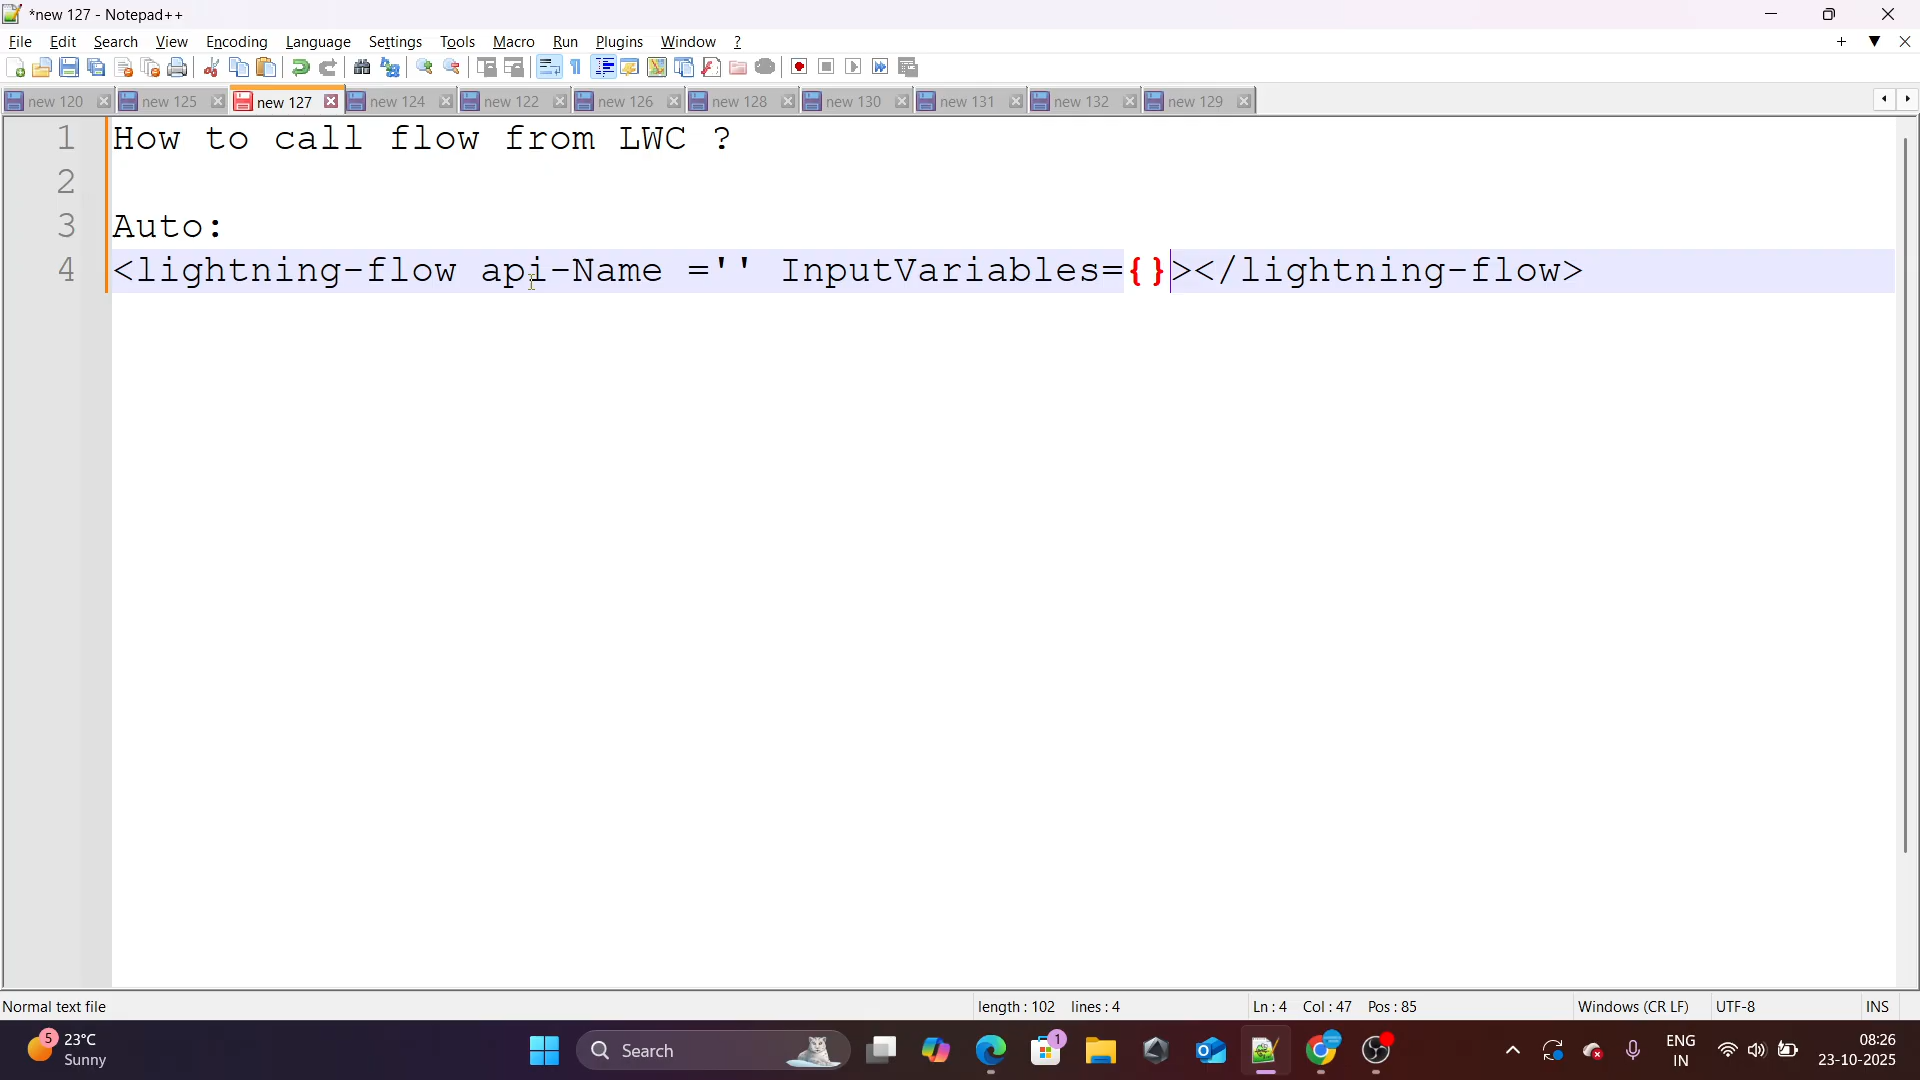 *new 127 - Notepad++
File Edit Search View Encoding Language Settings Tools Macro Run Plugins Window ?
new 120 new 125 new 127 new 124 new 122 new 126 new 128 new 130 new 131 new 132 new 129
1 How to call flow from LWC ?
2
3 Auto:
4 <lightning-flow api-Name ='' InputVariables={}></lightning-flow>
Normal text file length : 102 lines : 4 Ln : 4 Col : 47 Pos : 85 Windows (CR LF) UTF-8 INS
5 23°C Search 1 ENG 08:26
Sunny IN 23-10-2025